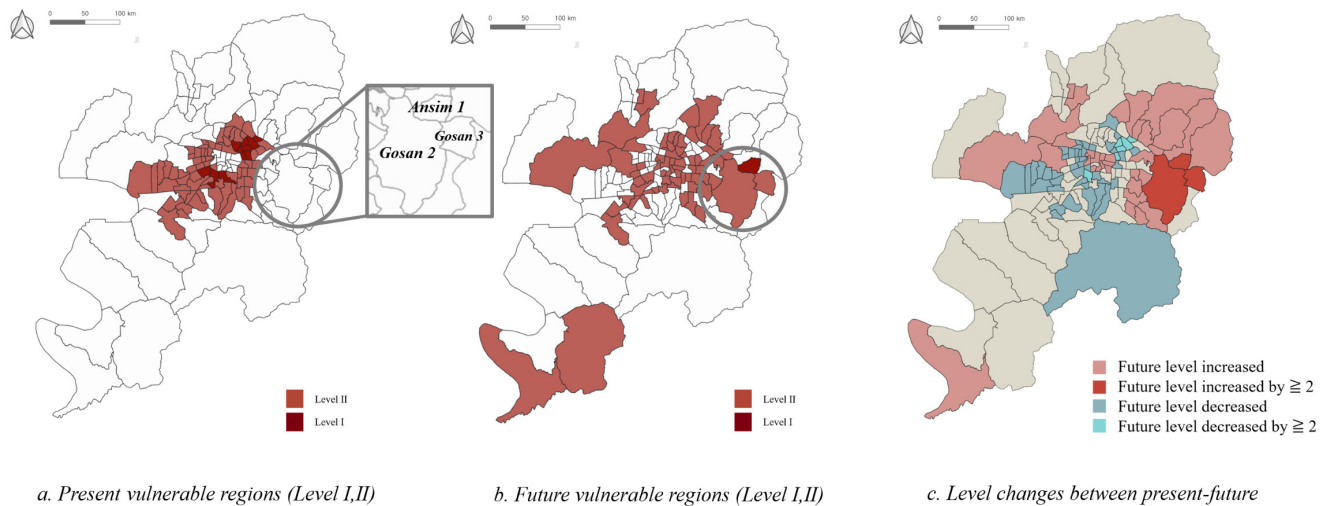 0
50
100 km
Ansim 1
Gosan 3
Gosan 2
Level II
Level I
a. Present vulnerable regions (Level I,II)
0
50
100 km
Level II
Level I
b. Future vulnerable regions (Level I,II)
0
50
100 km
Future level increased
Future level increased by ≧ 2
Future level decreased
Future level decreased by ≧ 2
c. Level changes between present-future